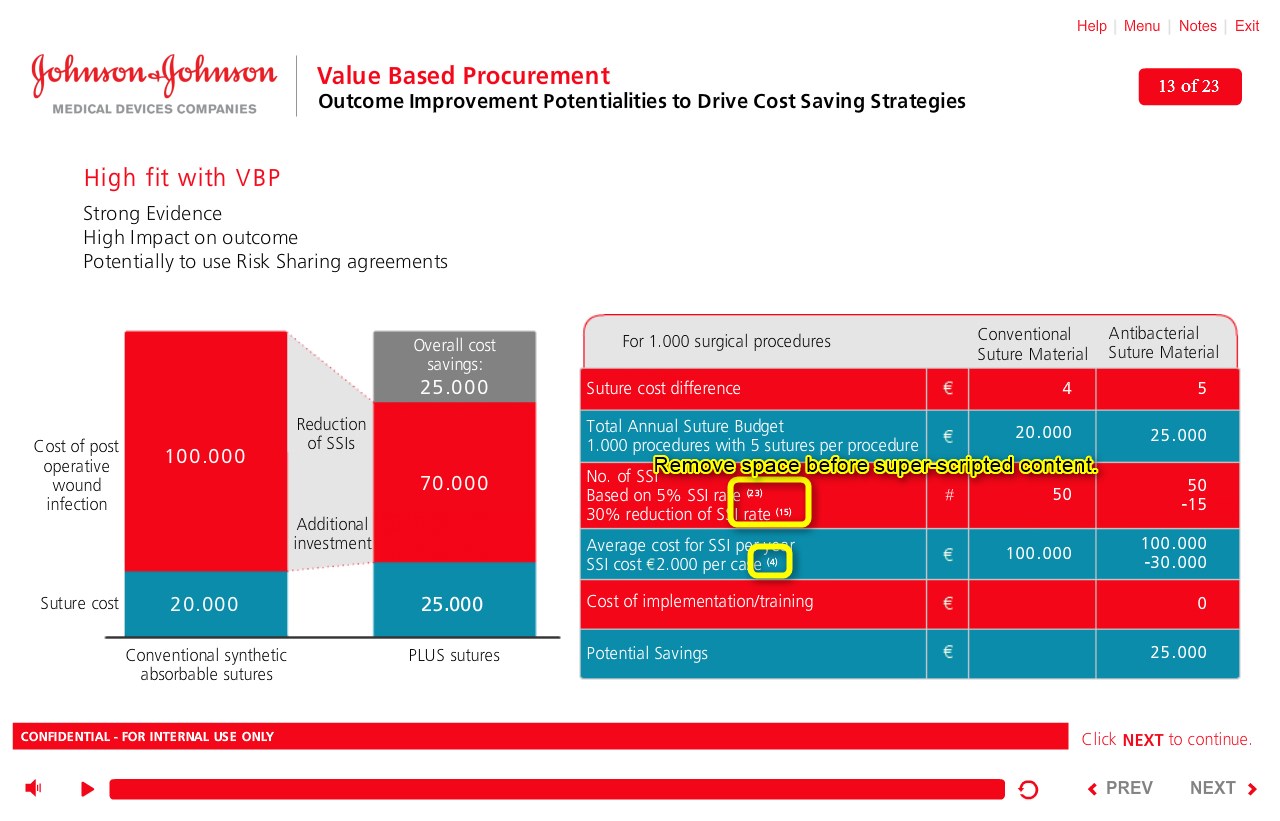 Help | Menu | Notes | Exit
Johnson & Johnson
MEDICAL DEVICES COMPANIES
Value Based Procurement
Outcome Improvement Potentialities to Drive Cost Saving Strategies
13 of 23
High fit with VBP
Strong Evidence
High Impact on outcome
Potentially to use Risk Sharing agreements
Cost of post
operative
wound
infection
Suture cost
100.000
20.000
Reduction
of SSIs
Additional
investment
Overall cost
savings:
25.000
70.000
25.000
Conventional synthetic
absorbable sutures
PLUS sutures
For 1.000 surgical procedures
Conventional
Suture Material
Antibacterial
Suture Material
Suture cost difference € 4 5
Total Annual Suture Budget
1.000 procedures with 5 sutures per procedure € 20.000 25.000
Remove space before super-scripted content.
No. of SSI
Based on 5% SSI rate (23)
30% reduction of SSI rate (15)
# 50 50
-15
Average cost for SSI per year
SSI cost €2.000 per case (4)
€ 100.000 100.000
-30.000
Cost of implementation/training € 0
Potential Savings € 25.000
CONFIDENTIAL - FOR INTERNAL USE ONLY
Click NEXT to continue.
PREV NEXT